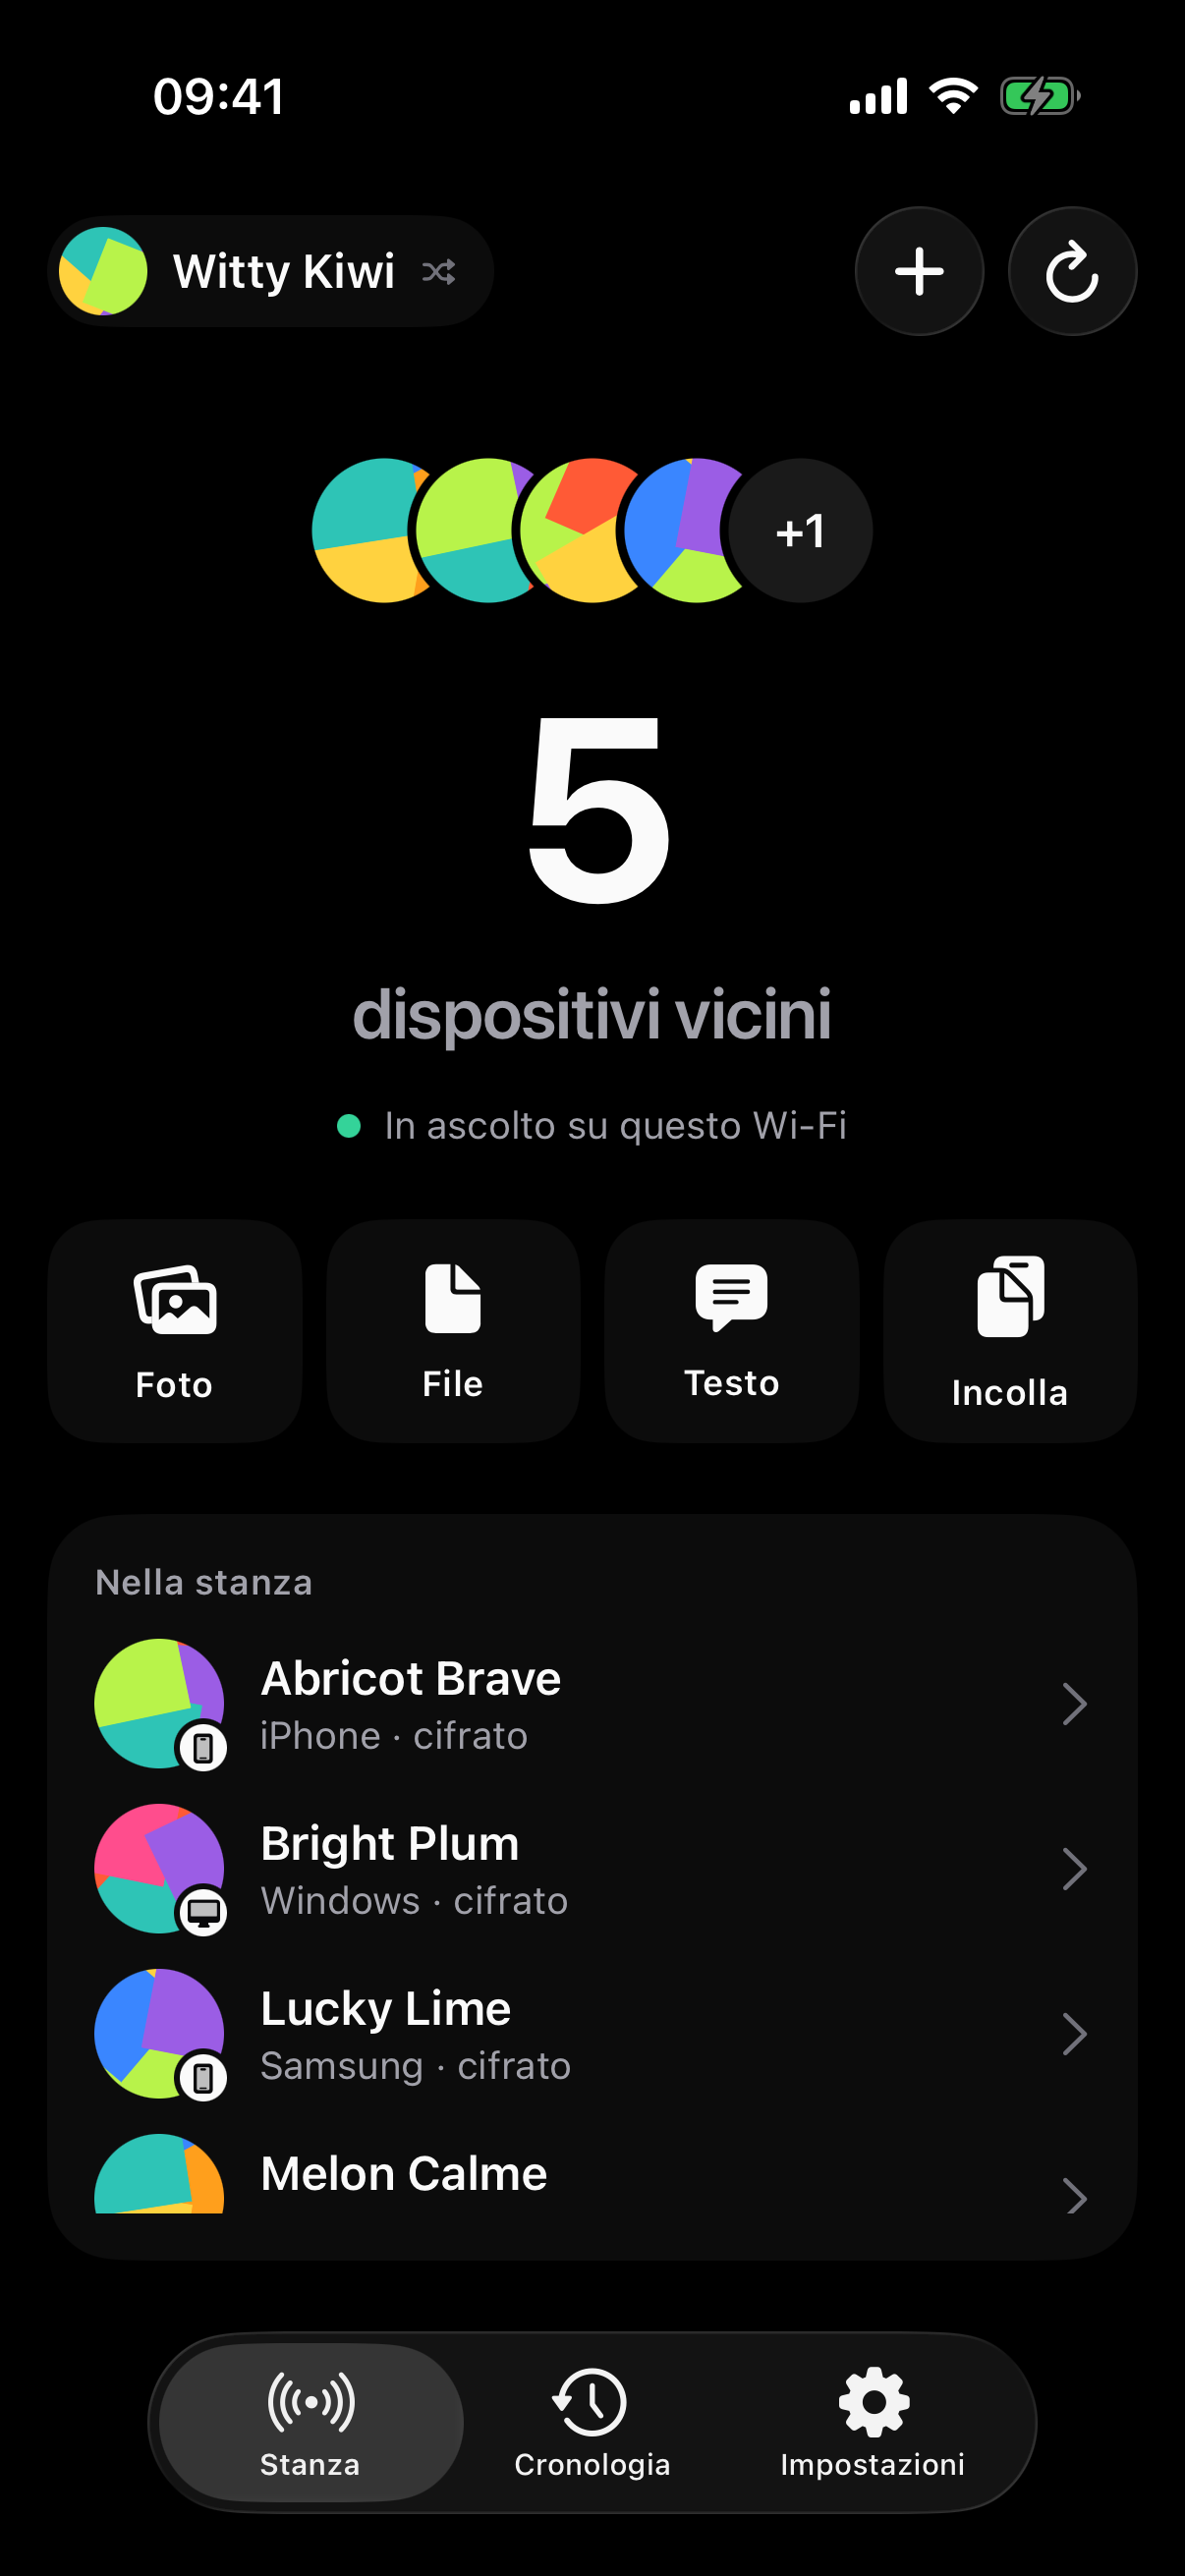 09:41
Witty Kiwi
+1
5
dispositivi vicini
In ascolto su questo Wi-Fi
Foto
File
Testo
Incolla
Nella stanza
Abricot Brave
iPhone · cifrato
Bright Plum
Windows · cifrato
Lucky Lime
Samsung · cifrato
Melon Calme
Stanza
Cronologia
Impostazioni